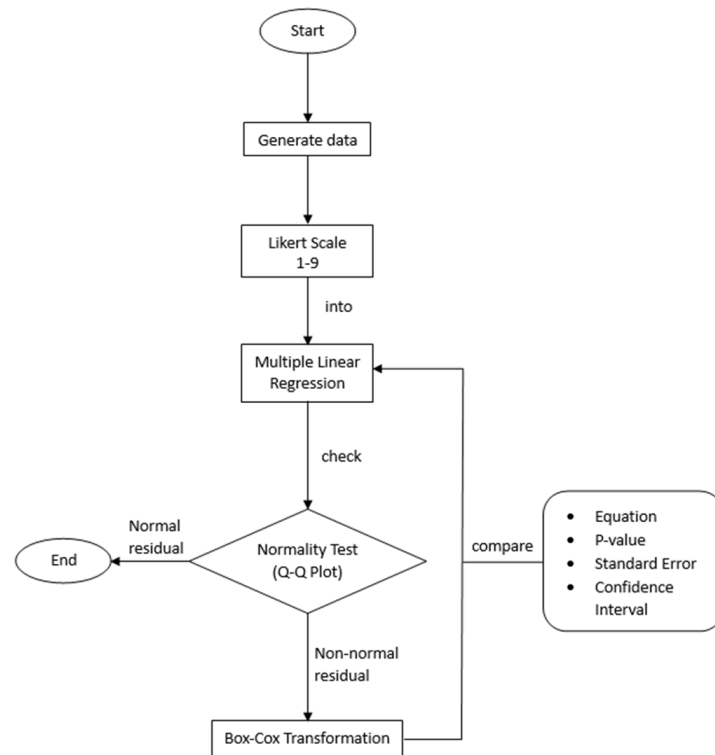 Start
Generate data
Likert Scale
1-9
into
Multiple Linear
Regression
check
Normal
residual
End
Normality Test
(Q-Q Plot)
compare
• Equation
• P-value
• Standard Error
• Confidence
Interval
Non-normal
residual
Box-Cox Transformation